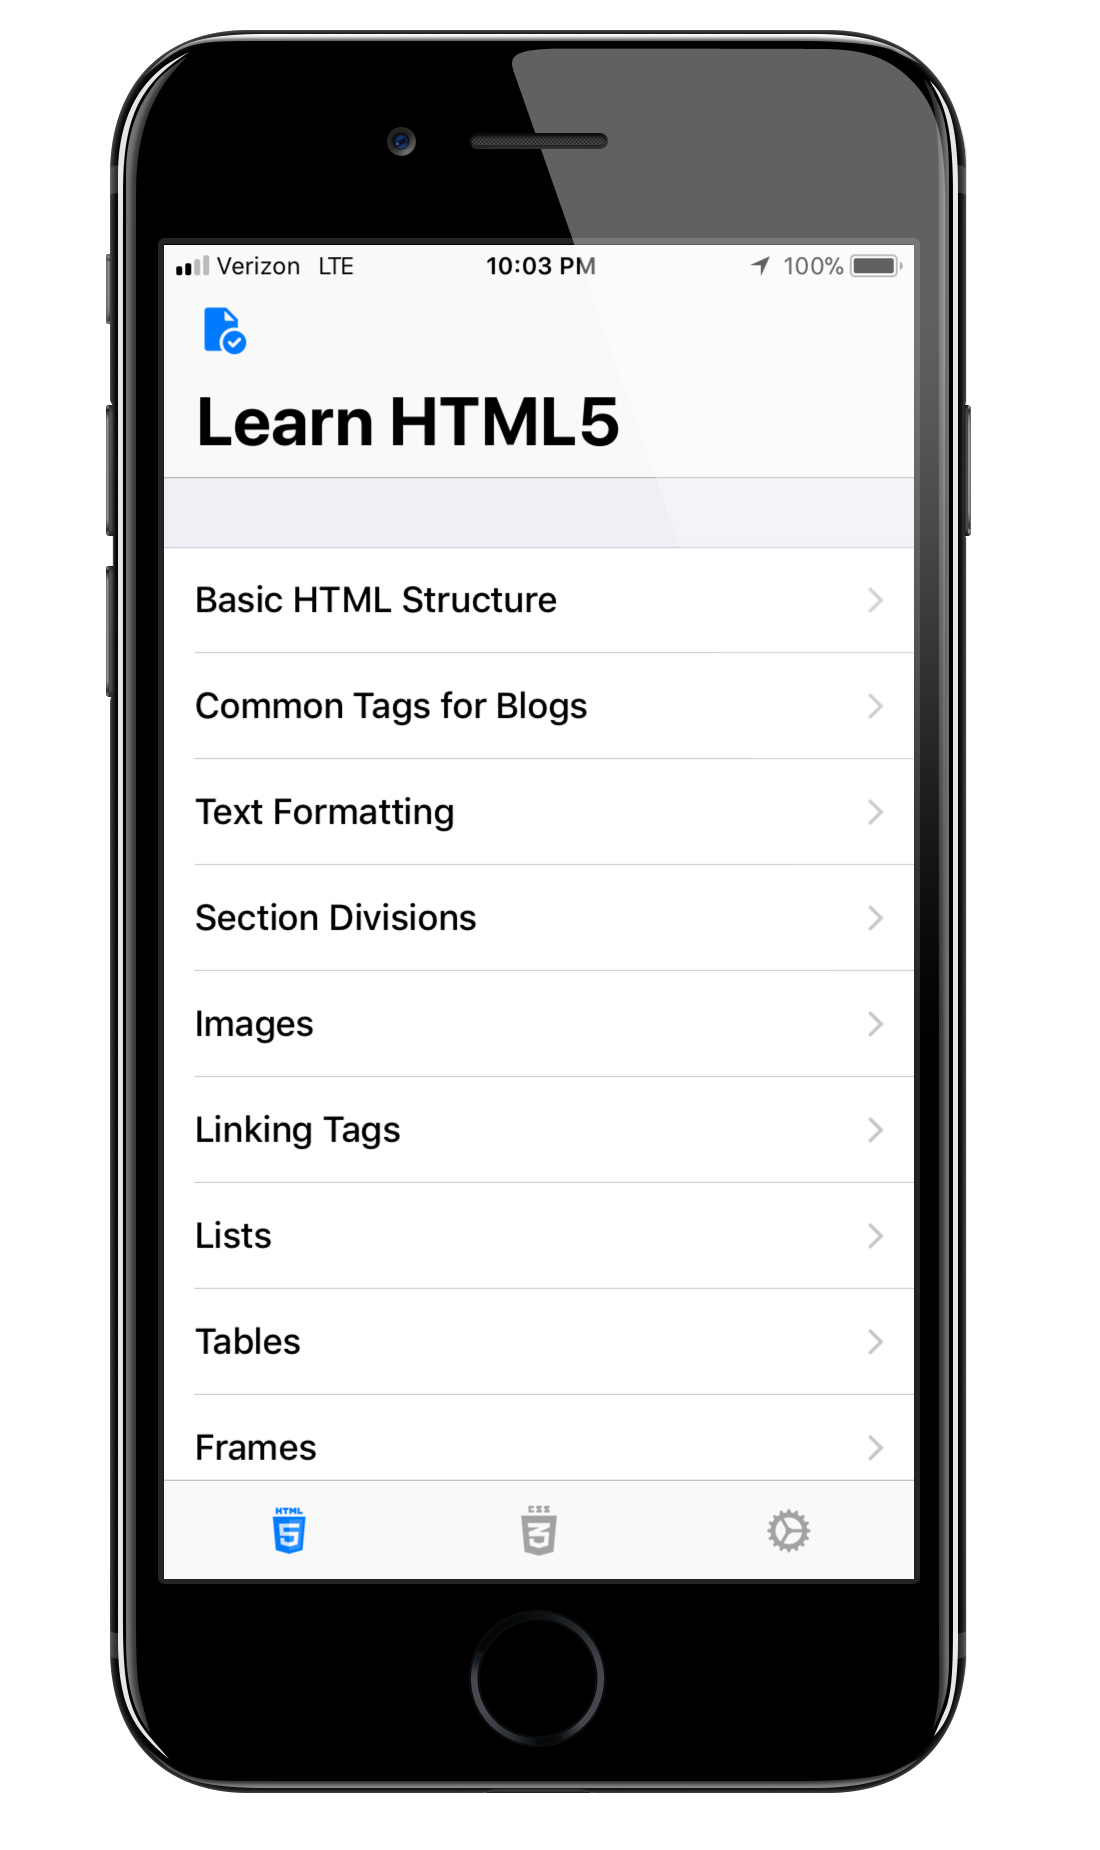 Verizon LTE 10:03 PM 100%
Learn HTML5
Basic HTML Structure
Common Tags for Blogs
Text Formatting
Section Divisions
Images
Linking Tags
Lists
Tables
Frames
HTML 5 CSS 3